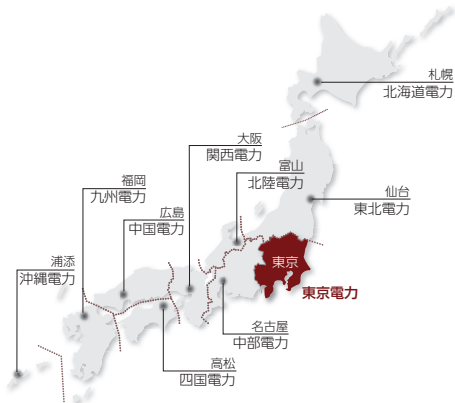 札幌
北海道電力
大阪
関西電力
富山
北陸電力
福岡
九州電力
仙台
東北電力
広島
中国電力
浦添
沖縄電力
東京
東京電力
名古屋
中部電力
高松
四国電力